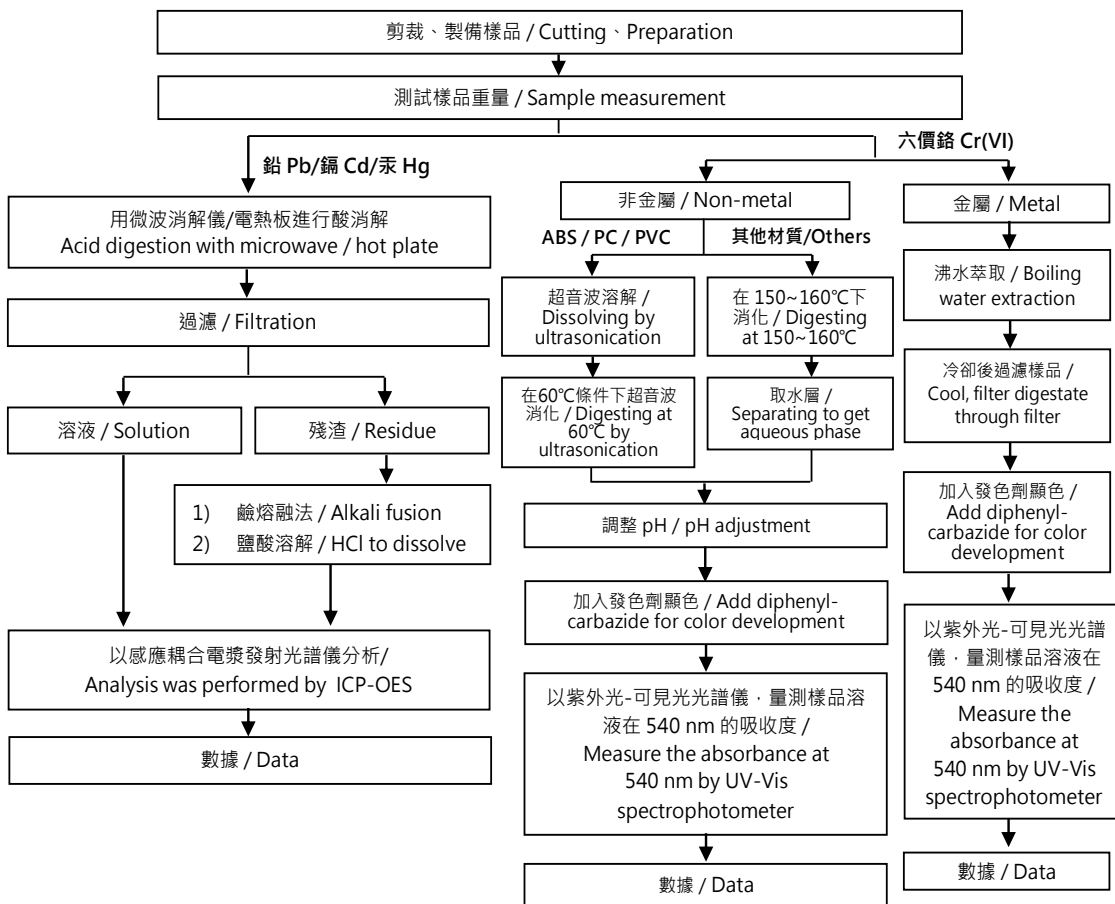 剪裁、製備樣品 / Cutting、Preparation
測試樣品重量 / Sample measurement
鉛 Pb/鎘 Cd/汞 Hg
用微波消解儀/電熱板進行酸消解
Acid digestion with microwave / hot plate
過濾 / Filtration
溶液 / Solution
殘渣 / Residue
1) 鹼熔融法 / Alkali fusion
2) 鹽酸溶解 / HCl to dissolve
以感應耦合電漿發射光譜儀分析/
Analysis was performed by ICP-OES
數據 / Data
六價鉻 Cr(VI)
非金屬 / Non-metal
ABS / PC / PVC
超音波溶解 /
Dissolving by
ultrasonication
在60℃條件下超音波
消化 / Digesting at
60℃ by
ultrasonication
其他材質/Others
在 150~160℃下
消化 / Digesting
at 150~160℃
取水層 /
Separating to get
aqueous phase
調整 pH / pH adjustment
加入發色劑顯色 / Add diphenyl-
carbazide for color development
以紫外光-可見光光譜儀，量測樣品溶
液在 540 nm 的吸收度 /
Measure the absorbance at
540 nm by UV-Vis
spectrophotometer
數據 / Data
金屬 / Metal
沸水萃取 / Boiling
water extraction
冷卻後過濾樣品 /
Cool, filter digestate
through filter
加入發色劑顯色 /
Add diphenyl-
carbazide for color
development
以紫外光-可見光光譜
儀，量測樣品溶液在
540 nm 的吸收度 /
Measure the
absorbance at
540 nm by UV-Vis
spectrophotometer
數據 / Data